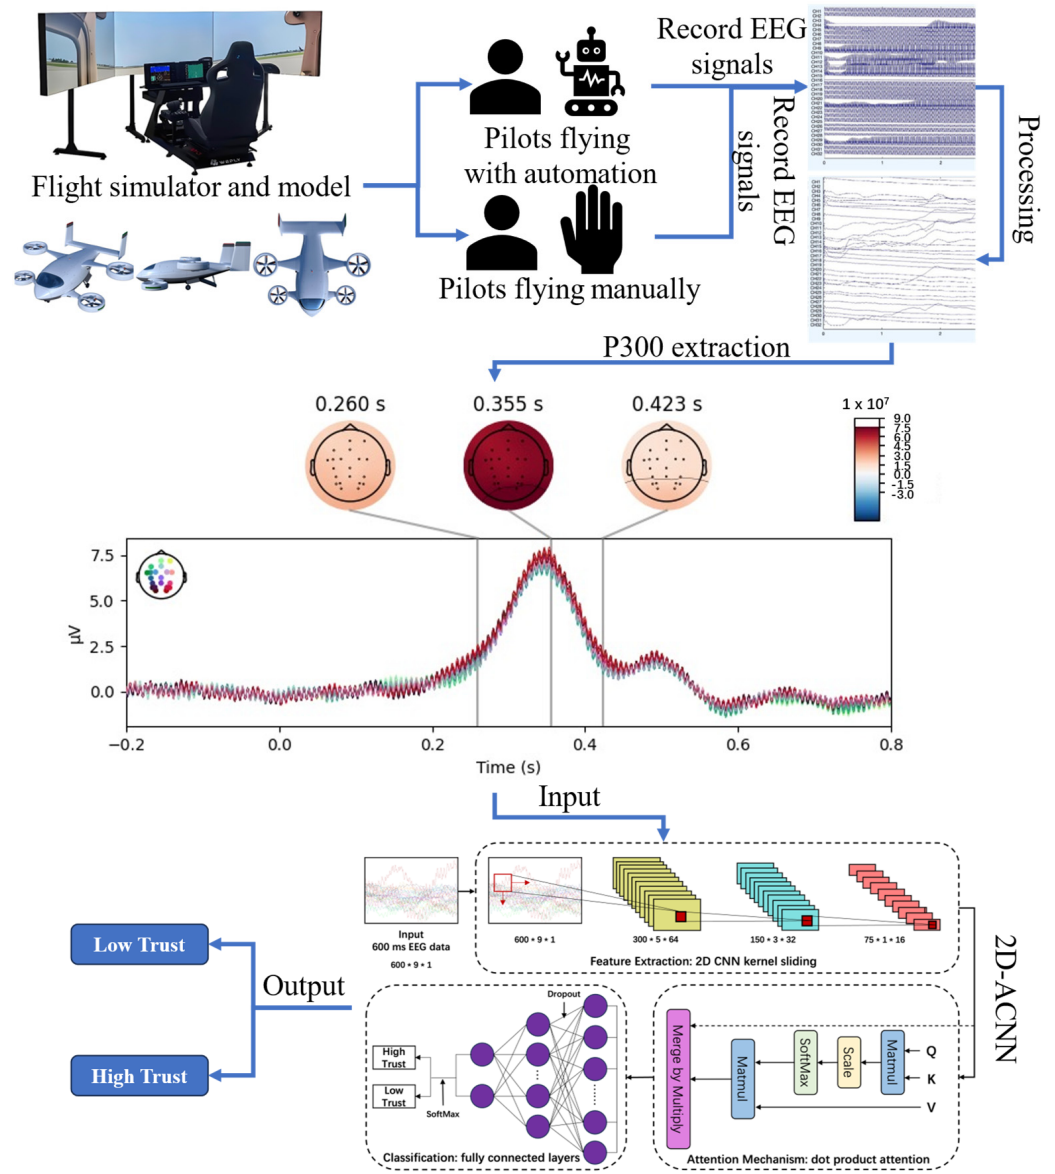 Flight simulator and model
Pilots flying
with automation
Pilots flying manually
Record EEG
signals
Record EEG
signals
Processing
P300 extraction
0.260 s
0.355 s
0.423 s
1 x 10⁷
9.0
7.5
6.0
4.5
3.0
1.5
0.0
-1.5
-3.0
7.5
5.0
2.5
0.0
µV
−0.2
0.0
0.2
0.4
0.6
0.8
Time (s)
Input
Input
600 ms EEG data
600 * 9 * 1
600 * 9 * 1
300 * 5 * 64
150 * 3 * 32
75 * 1 * 16
Feature Extraction: 2D CNN kernel sliding
2D-ACNN
Q
K
V
Matmul
Scale
SoftMax
Matmul
Merge by Multiply
Attention Mechanism: dot product attention
Dropout
High
Trust
Low
Trust
SoftMax
Classification: fully connected layers
Output
Low Trust
High Trust